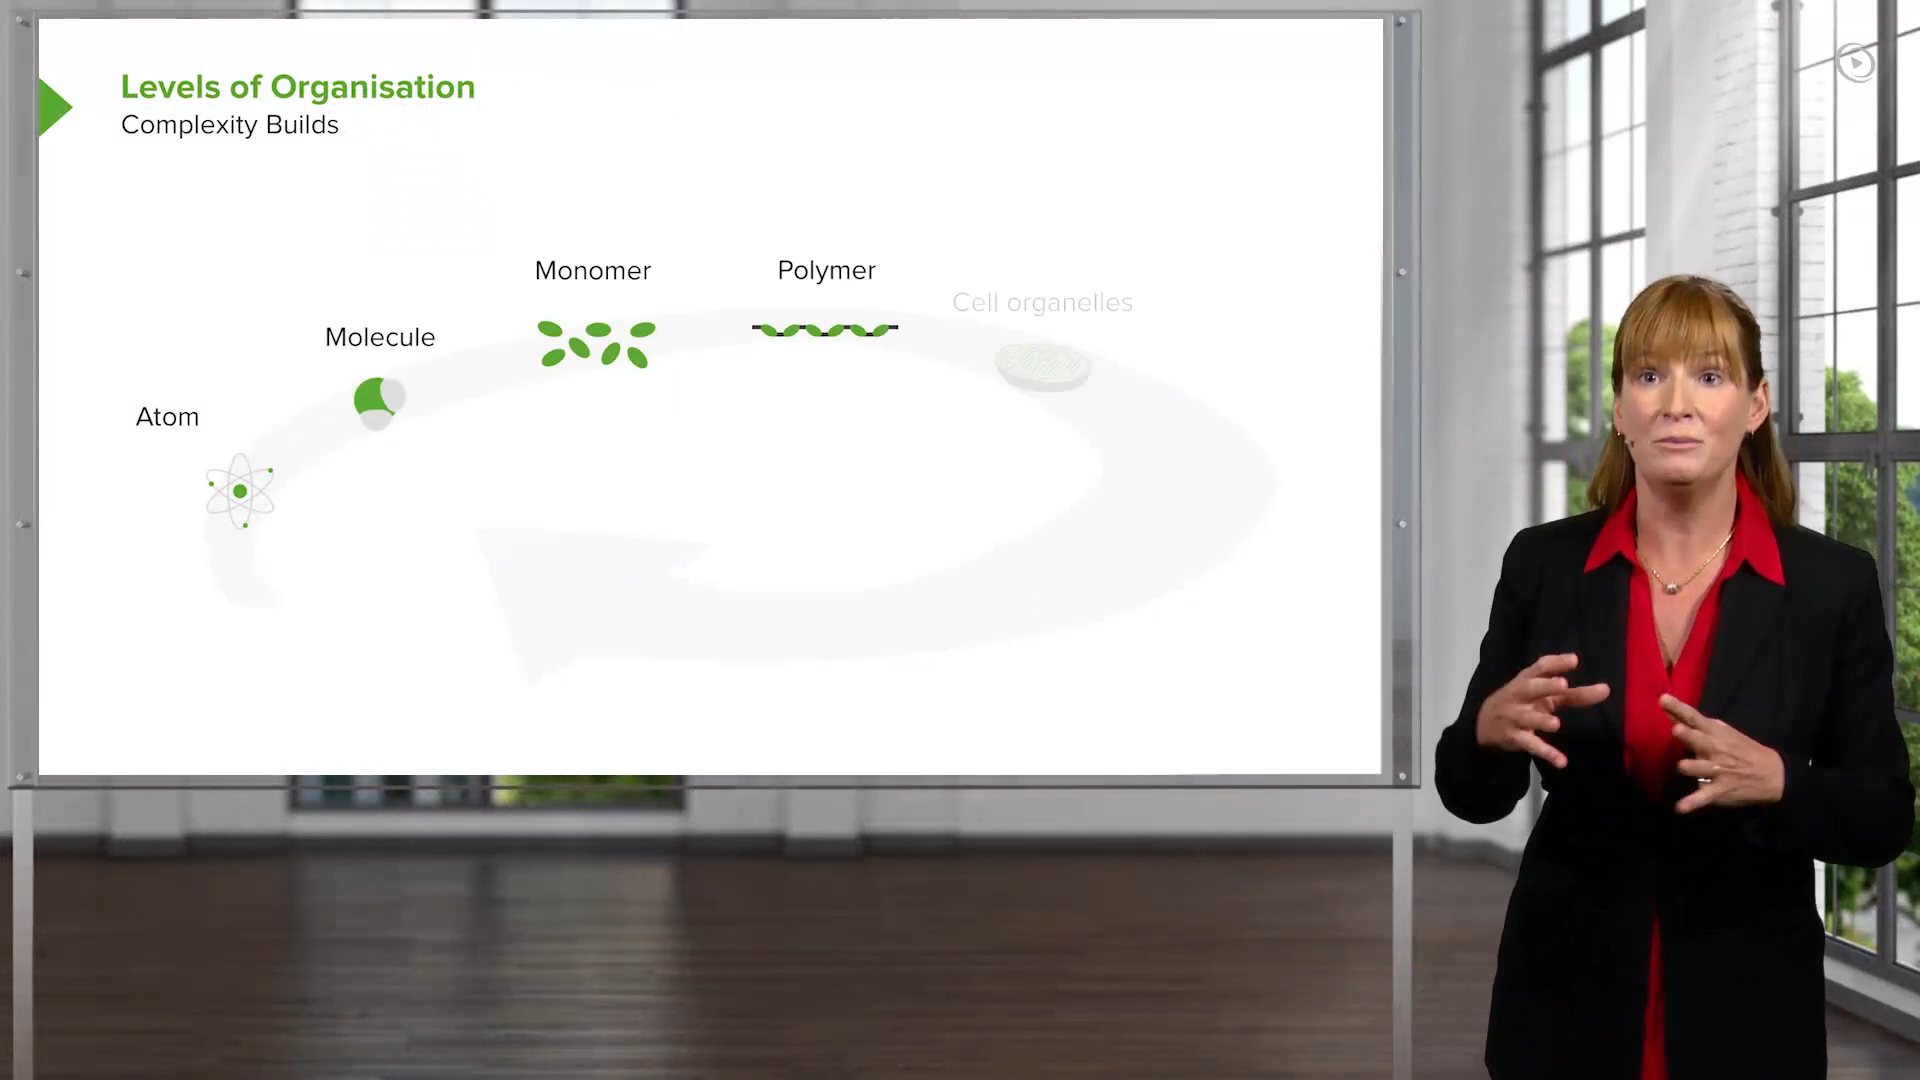 Levels of Organisation
Complexity Builds
Monomer
Polymer
Cell organelles
Molecule
Atom